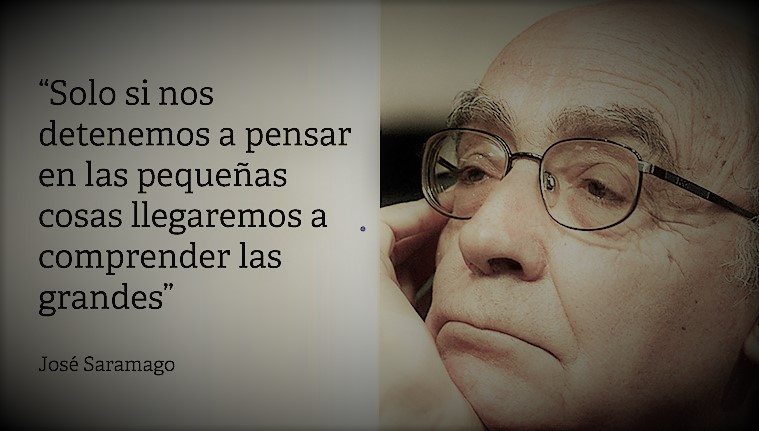 “Solo si nos
detenemos a pensar
en las pequeñas
cosas llegaremos a
comprender las
grandes”
José Saramago